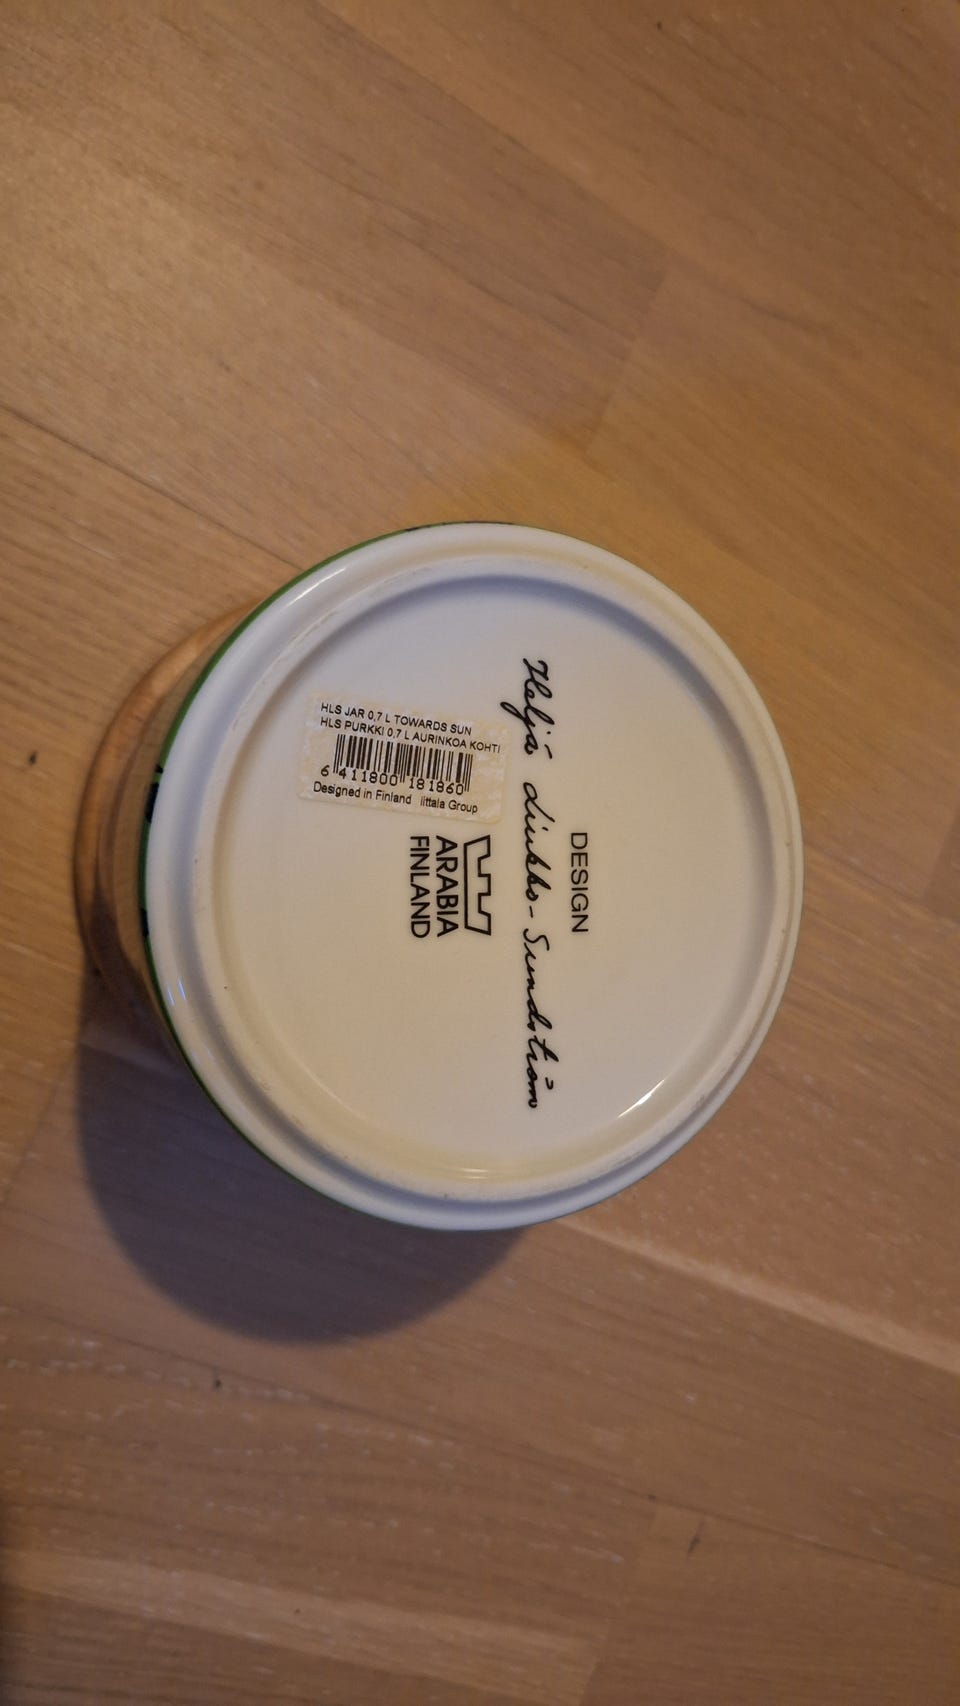 DESIGN
Heljä Liukko-Sundström
ARABIA
FINLAND
HLS JAR 0,7 L TOWARDS SUN
HLS PURKKI 0,7 L AURINKOA KOHTI
6 411800 181860
Designed in Finland Iittala Group